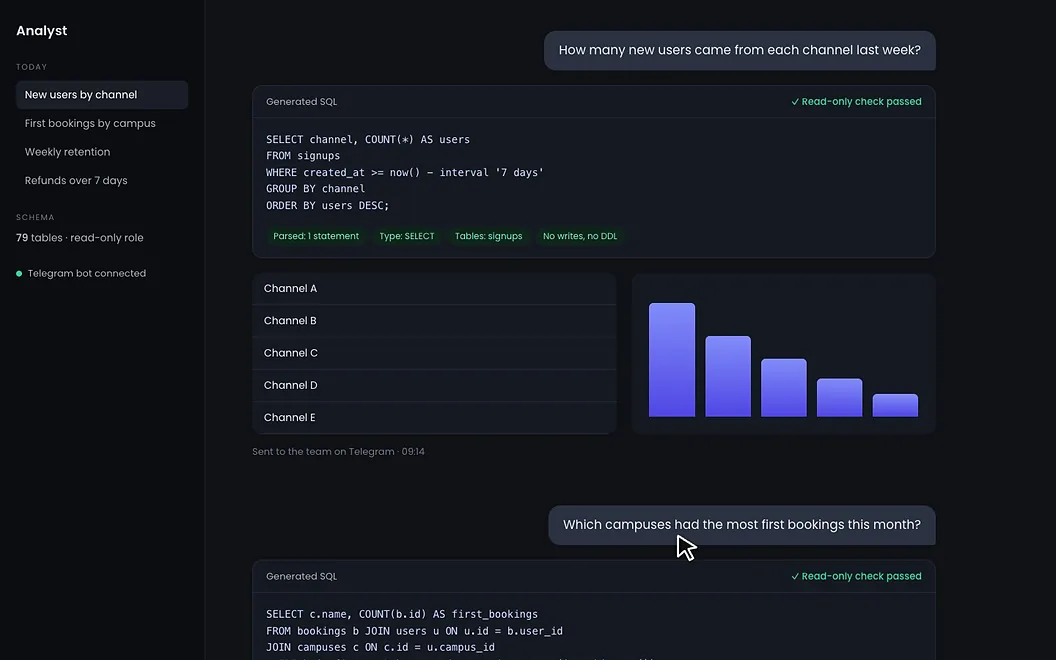 Analyst
TODAY
New users by channel
First bookings by campus
Weekly retention
Refunds over 7 days
SCHEMA
79 tables · read-only role
Telegram bot connected
How many new users came from each channel last week?
Generated SQL
✓ Read-only check passed
SELECT channel, COUNT(*) AS users
FROM signups
WHERE created_at >= now() - interval '7 days'
GROUP BY channel
ORDER BY users DESC;
Parsed: 1 statement
Type: SELECT
Tables: signups
No writes, no DDL
Channel A
Channel B
Channel C
Channel D
Channel E
Sent to the team on Telegram · 09:14
Which campuses had the most first bookings this month?
Generated SQL
✓ Read-only check passed
SELECT c.name, COUNT(b.id) AS first_bookings
FROM bookings b JOIN users u ON u.id = b.user_id
JOIN campuses c ON c.id = u.campus_id